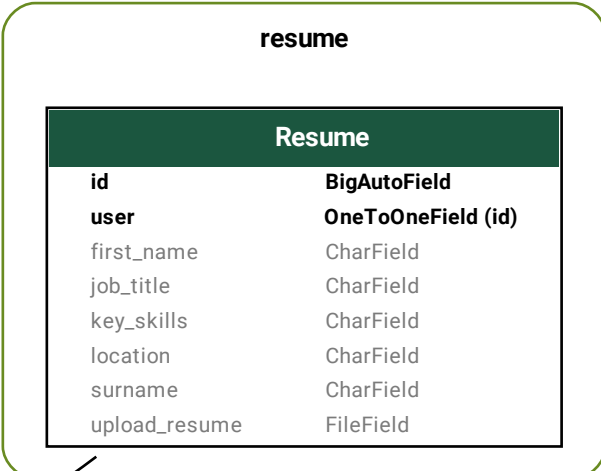 resume
Resume
id BigAutoField
user OneToOneField (id)
first_name CharField
job_title CharField
key_skills CharField
location CharField
surname CharField
upload_resume FileField